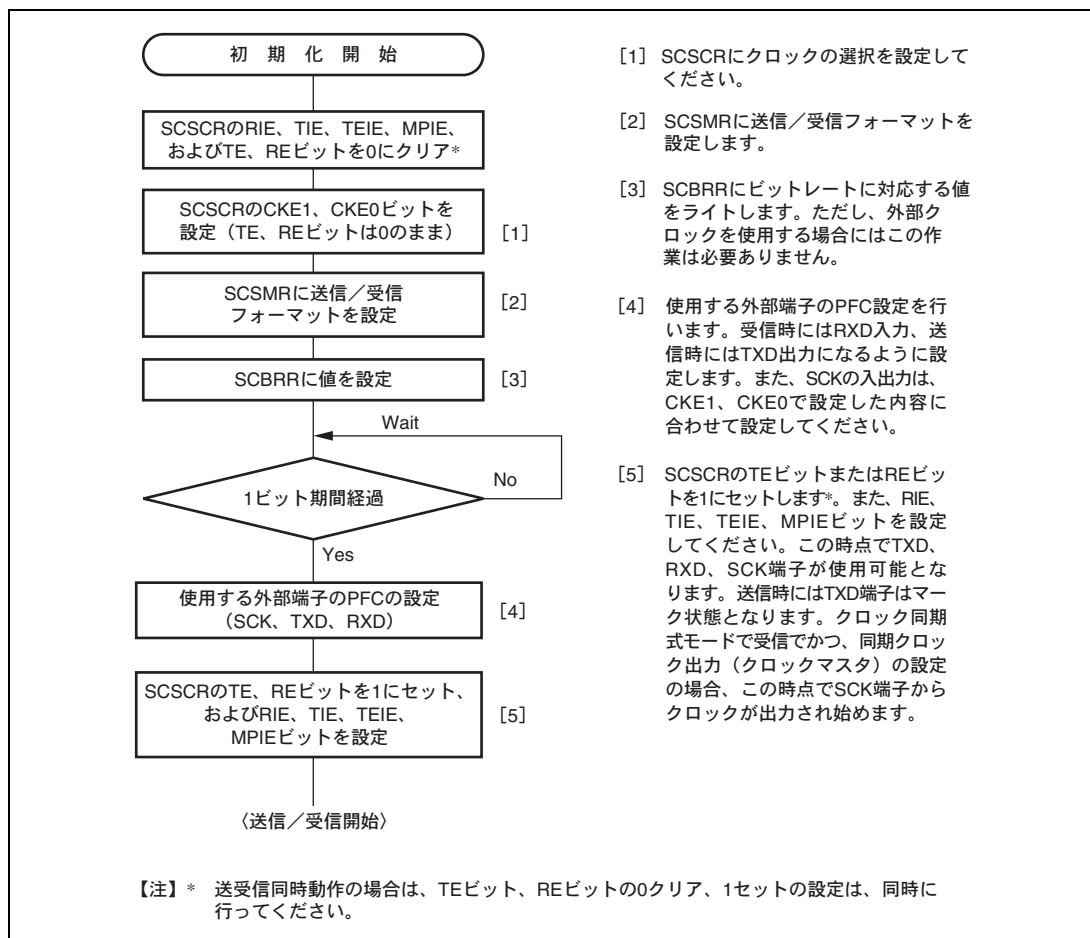 初期化開始
SCSCRのRIE、TIE、TEIE、MPIE、
およびTE、REビットを0にクリア*
SCSCRのCKE1、CKE0ビットを
設定（TE、REビットは0のまま）
[1]
SCSMRに送信／受信
フォーマットを設定
[2]
SCBRRに値を設定
[3]
Wait
1ビット期間経過
No
Yes
使用する外部端子のPFCの設定
（SCK、TXD、RXD）
[4]
SCSCRのTE、REビットを1にセット、
およびRIE、TIE、TEIE、
MPIEビットを設定
[5]
〈送信／受信開始〉
[1] SCSCRにクロックの選択を設定して
ください。
[2] SCSMRに送信／受信フォーマットを
設定します。
[3] SCBRRにビットレートに対応する値
をライトします。ただし、外部ク
ロックを使用する場合にはこの作
業は必要ありません。
[4] 使用する外部端子のPFC設定を行
います。受信時にはRXD入力、送
信時にはTXD出力になるように設
定します。また、SCKの入出力は、
CKE1、CKE0で設定した内容に
合わせて設定してください。
[5] SCSCRのTEビットまたはREビッ
トを1にセットします*。また、RIE、
TIE、TEIE、MPIEビットを設定
してください。この時点でTXD、
RXD、SCK端子が使用可能とな
ります。送信時にはTXD端子はマー
ク状態となります。クロック同期
式モードで受信でかつ、同期クロッ
ク出力（クロックマスタ）の設定
の場合、この時点でSCK端子から
クロックが出力され始めます。
【注】* 送受信同時動作の場合は、TEビット、REビットの0クリア、1セットの設定は、同時に
行ってください。